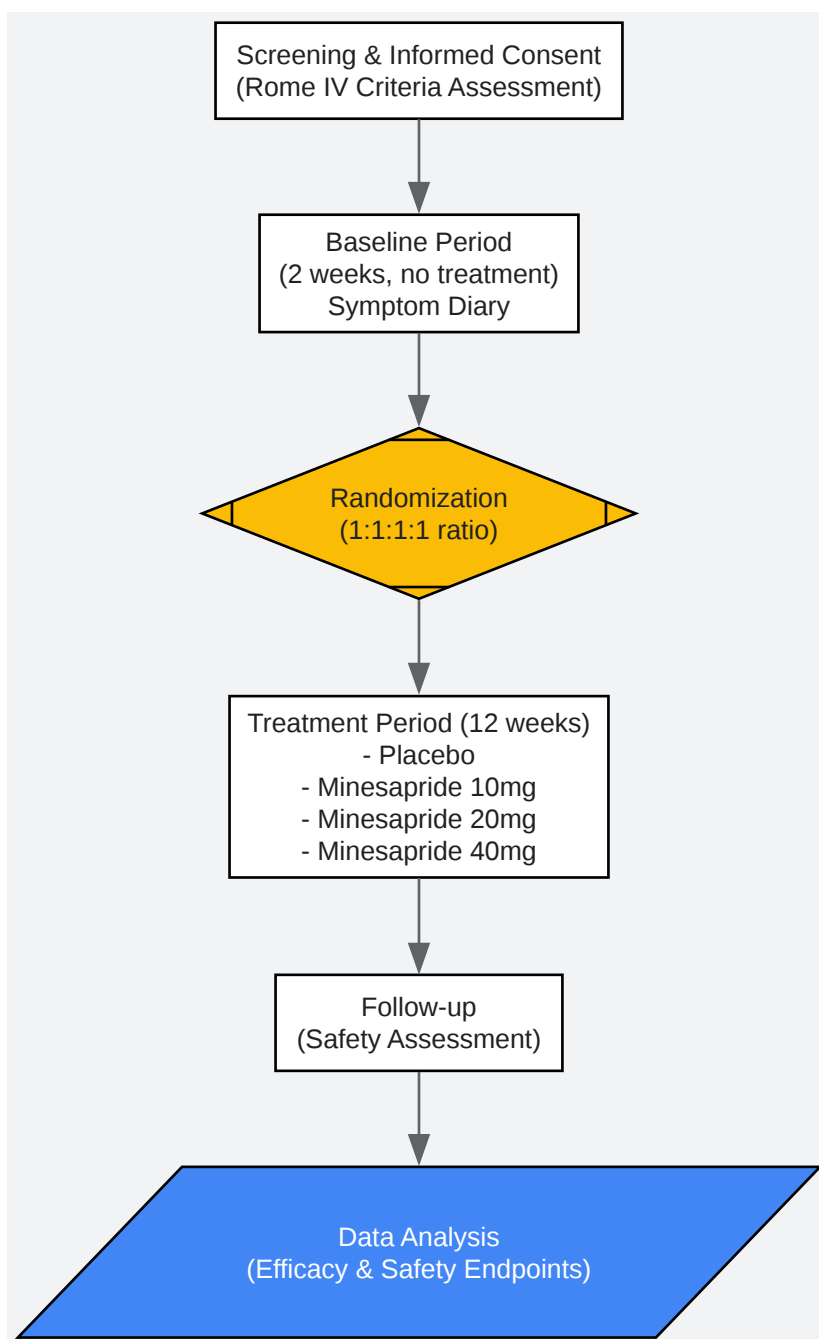 Screening & Informed Consent
(Rome IV Criteria Assessment)
Baseline Period
(2 weeks, no treatment)
Symptom Diary
Randomization
(1:1:1:1 ratio)
Treatment Period (12 weeks)
- Placebo
- Minesapride 10mg
- Minesapride 20mg
- Minesapride 40mg
Follow-up
(Safety Assessment)
Data Analysis
(Efficacy & Safety Endpoints)